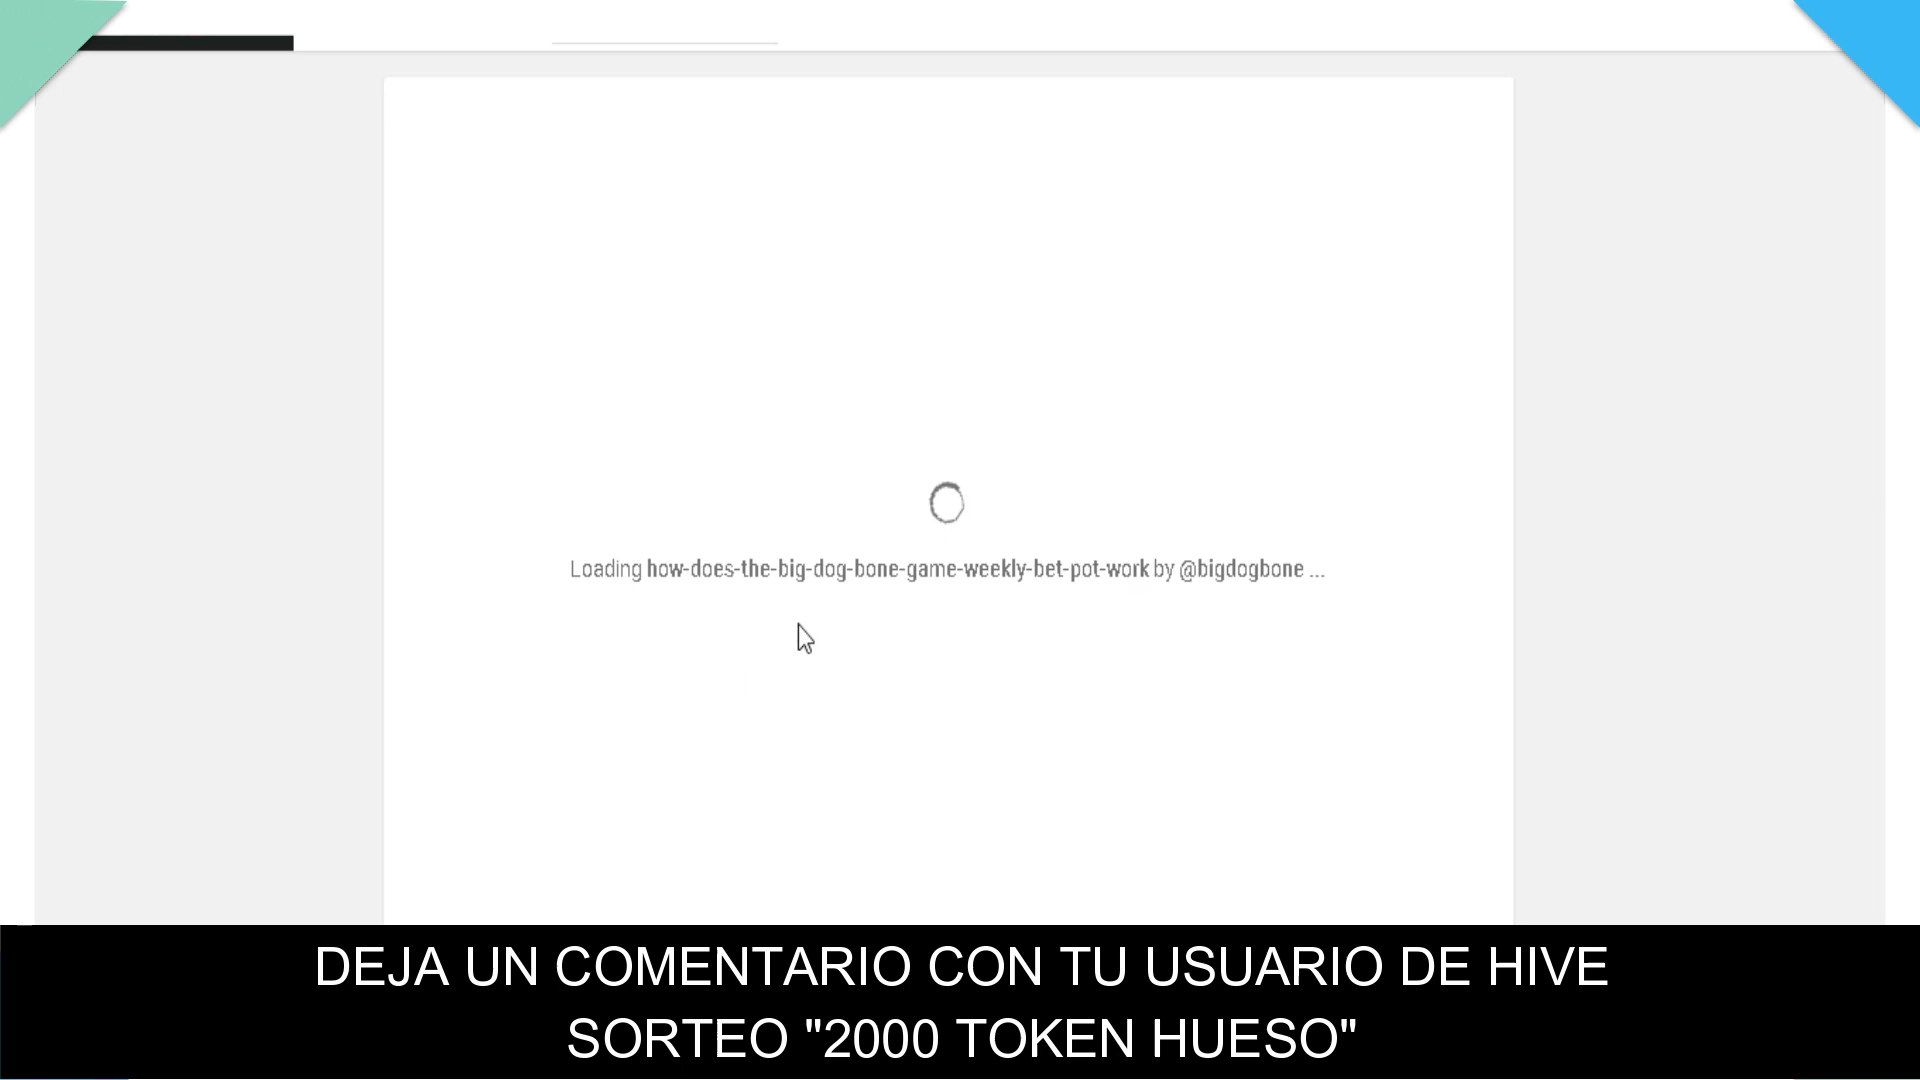 Loading how-does-the-big-dog-bone-game-weekly-bet-pot-work by @bigdogbone ...
DEJA UN COMENTARIO CON TU USUARIO DE HIVE
SORTEO "2000 TOKEN HUESO"